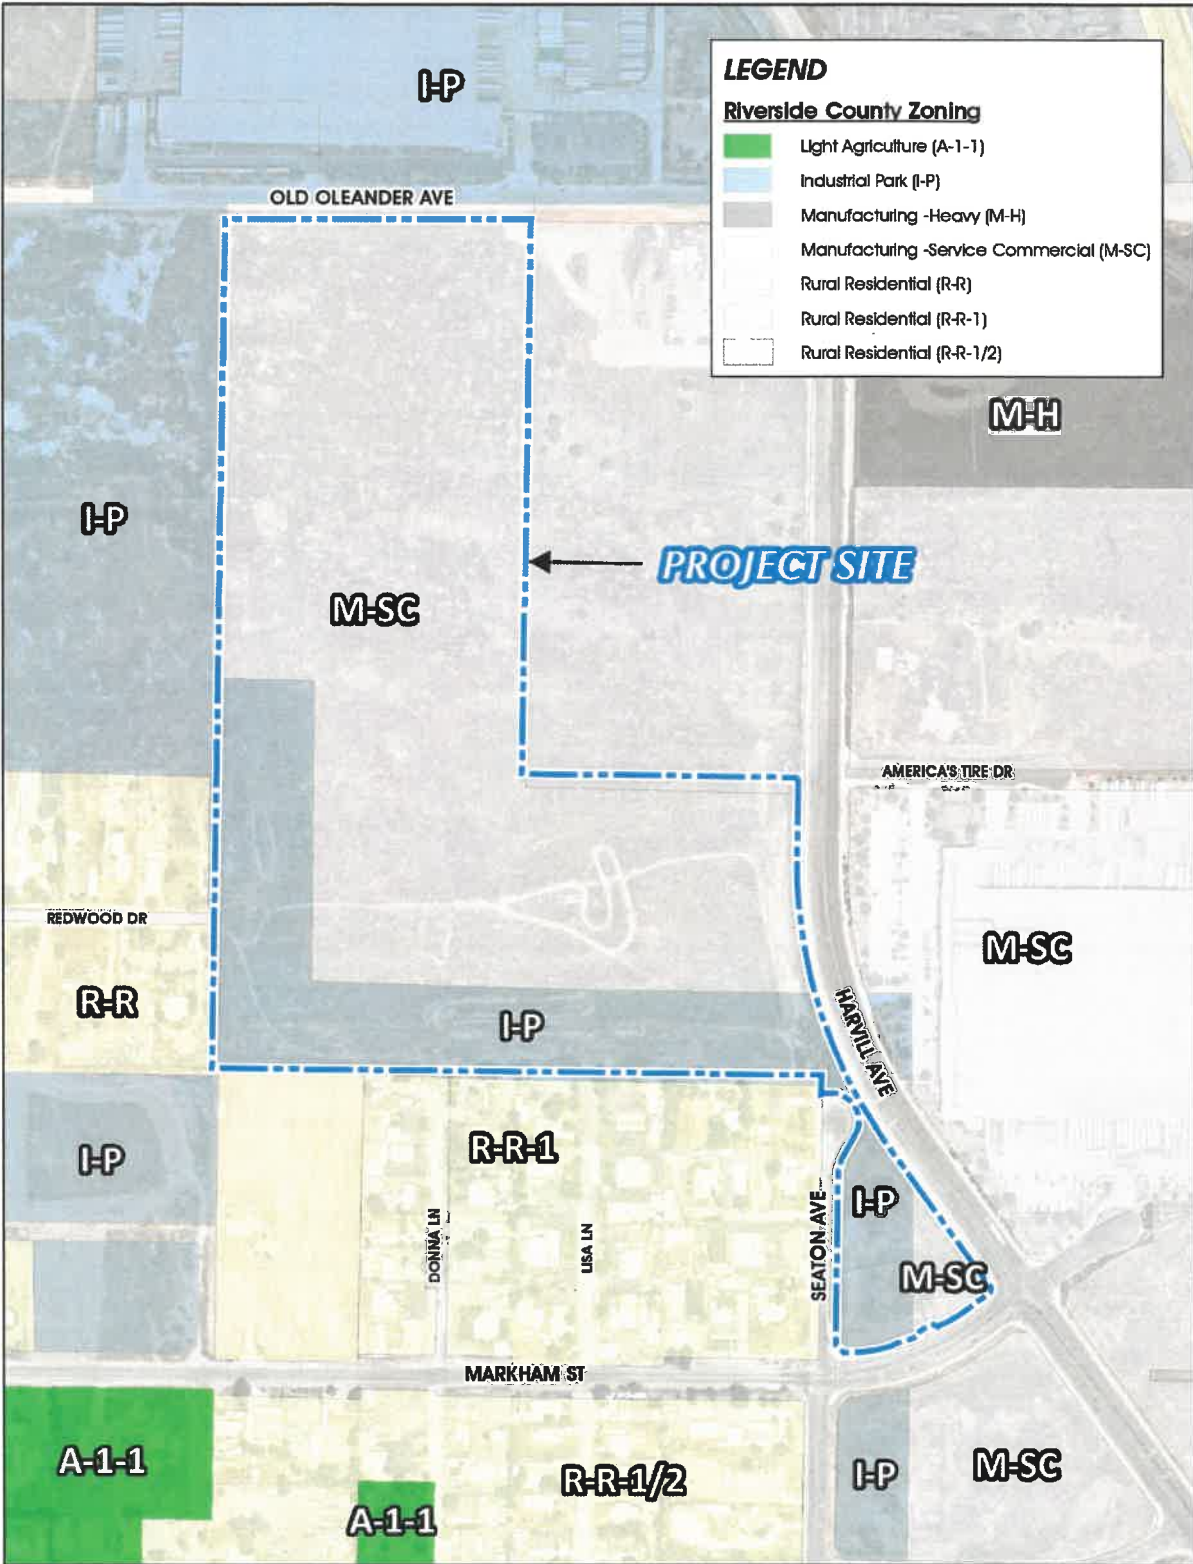 I-P
LEGEND
Riverside County Zoning
Light Agriculture (A-1-1)
Industrial Park (I-P)
Manufacturing -Heavy (M-H)
Manufacturing -Service Commercial (M-SC)
Rural Residential (R-R)
Rural Residential (R-R-1)
Rural Residential (R-R-1/2)
OLD OLEANDER AVE
M-H
I-P
PROJECT SITE
M-SC
AMERICA'S TIRE DR
REDWOOD DR
M-SC
R-R
I-P
HARVILL AVE
I-P
R-R-1
I-P
DONNA LN
LISA LN
SEATON AVE
M-SC
MARKHAM ST
A-1-1
A-1-1
R-R-1/2
I-P
M-SC